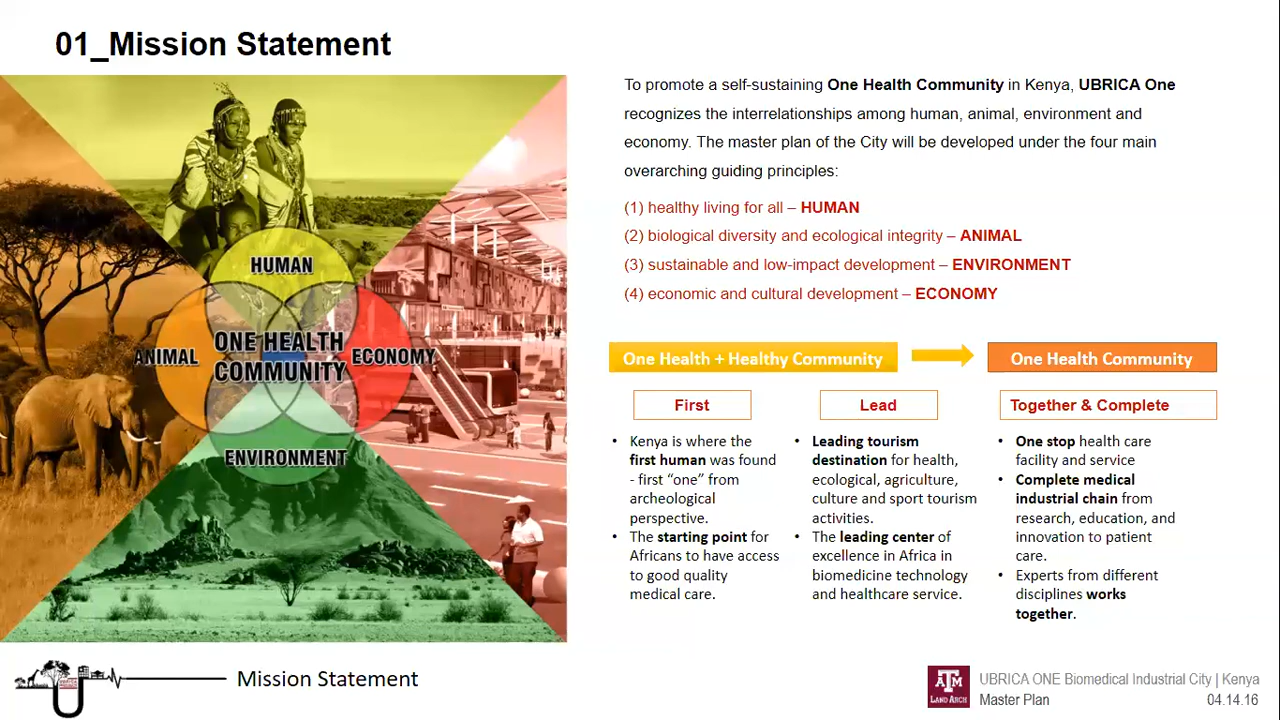 01_Mission Statement
To promote a self-sustaining One Health Community in Kenya, UBRICA One
recognizes the interrelationships among human, animal, environment and
economy. The master plan of the City will be developed under the four main
overarching guiding principles:
(1) healthy living for all – HUMAN
(2) biological diversity and ecological integrity – ANIMAL
(3) sustainable and low-impact development – ENVIRONMENT
(4) economic and cultural development – ECONOMY
HUMAN
ANIMAL
ONE HEALTH
COMMUNITY
ECONOMY
ENVIRONMENT
One Health + Healthy Community
One Health Community
First
• Kenya is where the
first human was found
- first “one” from
archeological
perspective.
• The starting point for
Africans to have access
to good quality
medical care.
Lead
• Leading tourism
destination for health,
ecological, agriculture,
culture and sport tourism
activities.
• The leading center of
excellence in Africa in
biomedicine technology
and healthcare service.
Together & Complete
• One stop health care
facility and service
• Complete medical
industrial chain from
research, education, and
innovation to patient
care.
• Experts from different
disciplines works
together.
Mission Statement
ATM
LAND ARCH
UBRICA ONE Biomedical Industrial City | Kenya
Master Plan 04.14.16